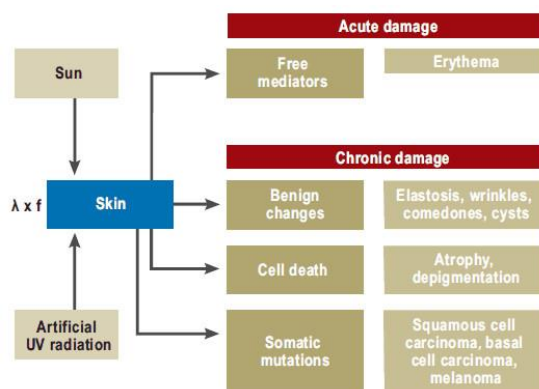 Acute damage
Sun
Free
mediators
Erythema
Chronic damage
λ x f
Skin
Benign
changes
Elastosis, wrinkles,
comedones, cysts
Cell death
Atrophy,
depigmentation
Artificial
UV radiation
Somatic
mutations
Squamous cell
carcinoma, basal
cell carcinoma,
melanoma